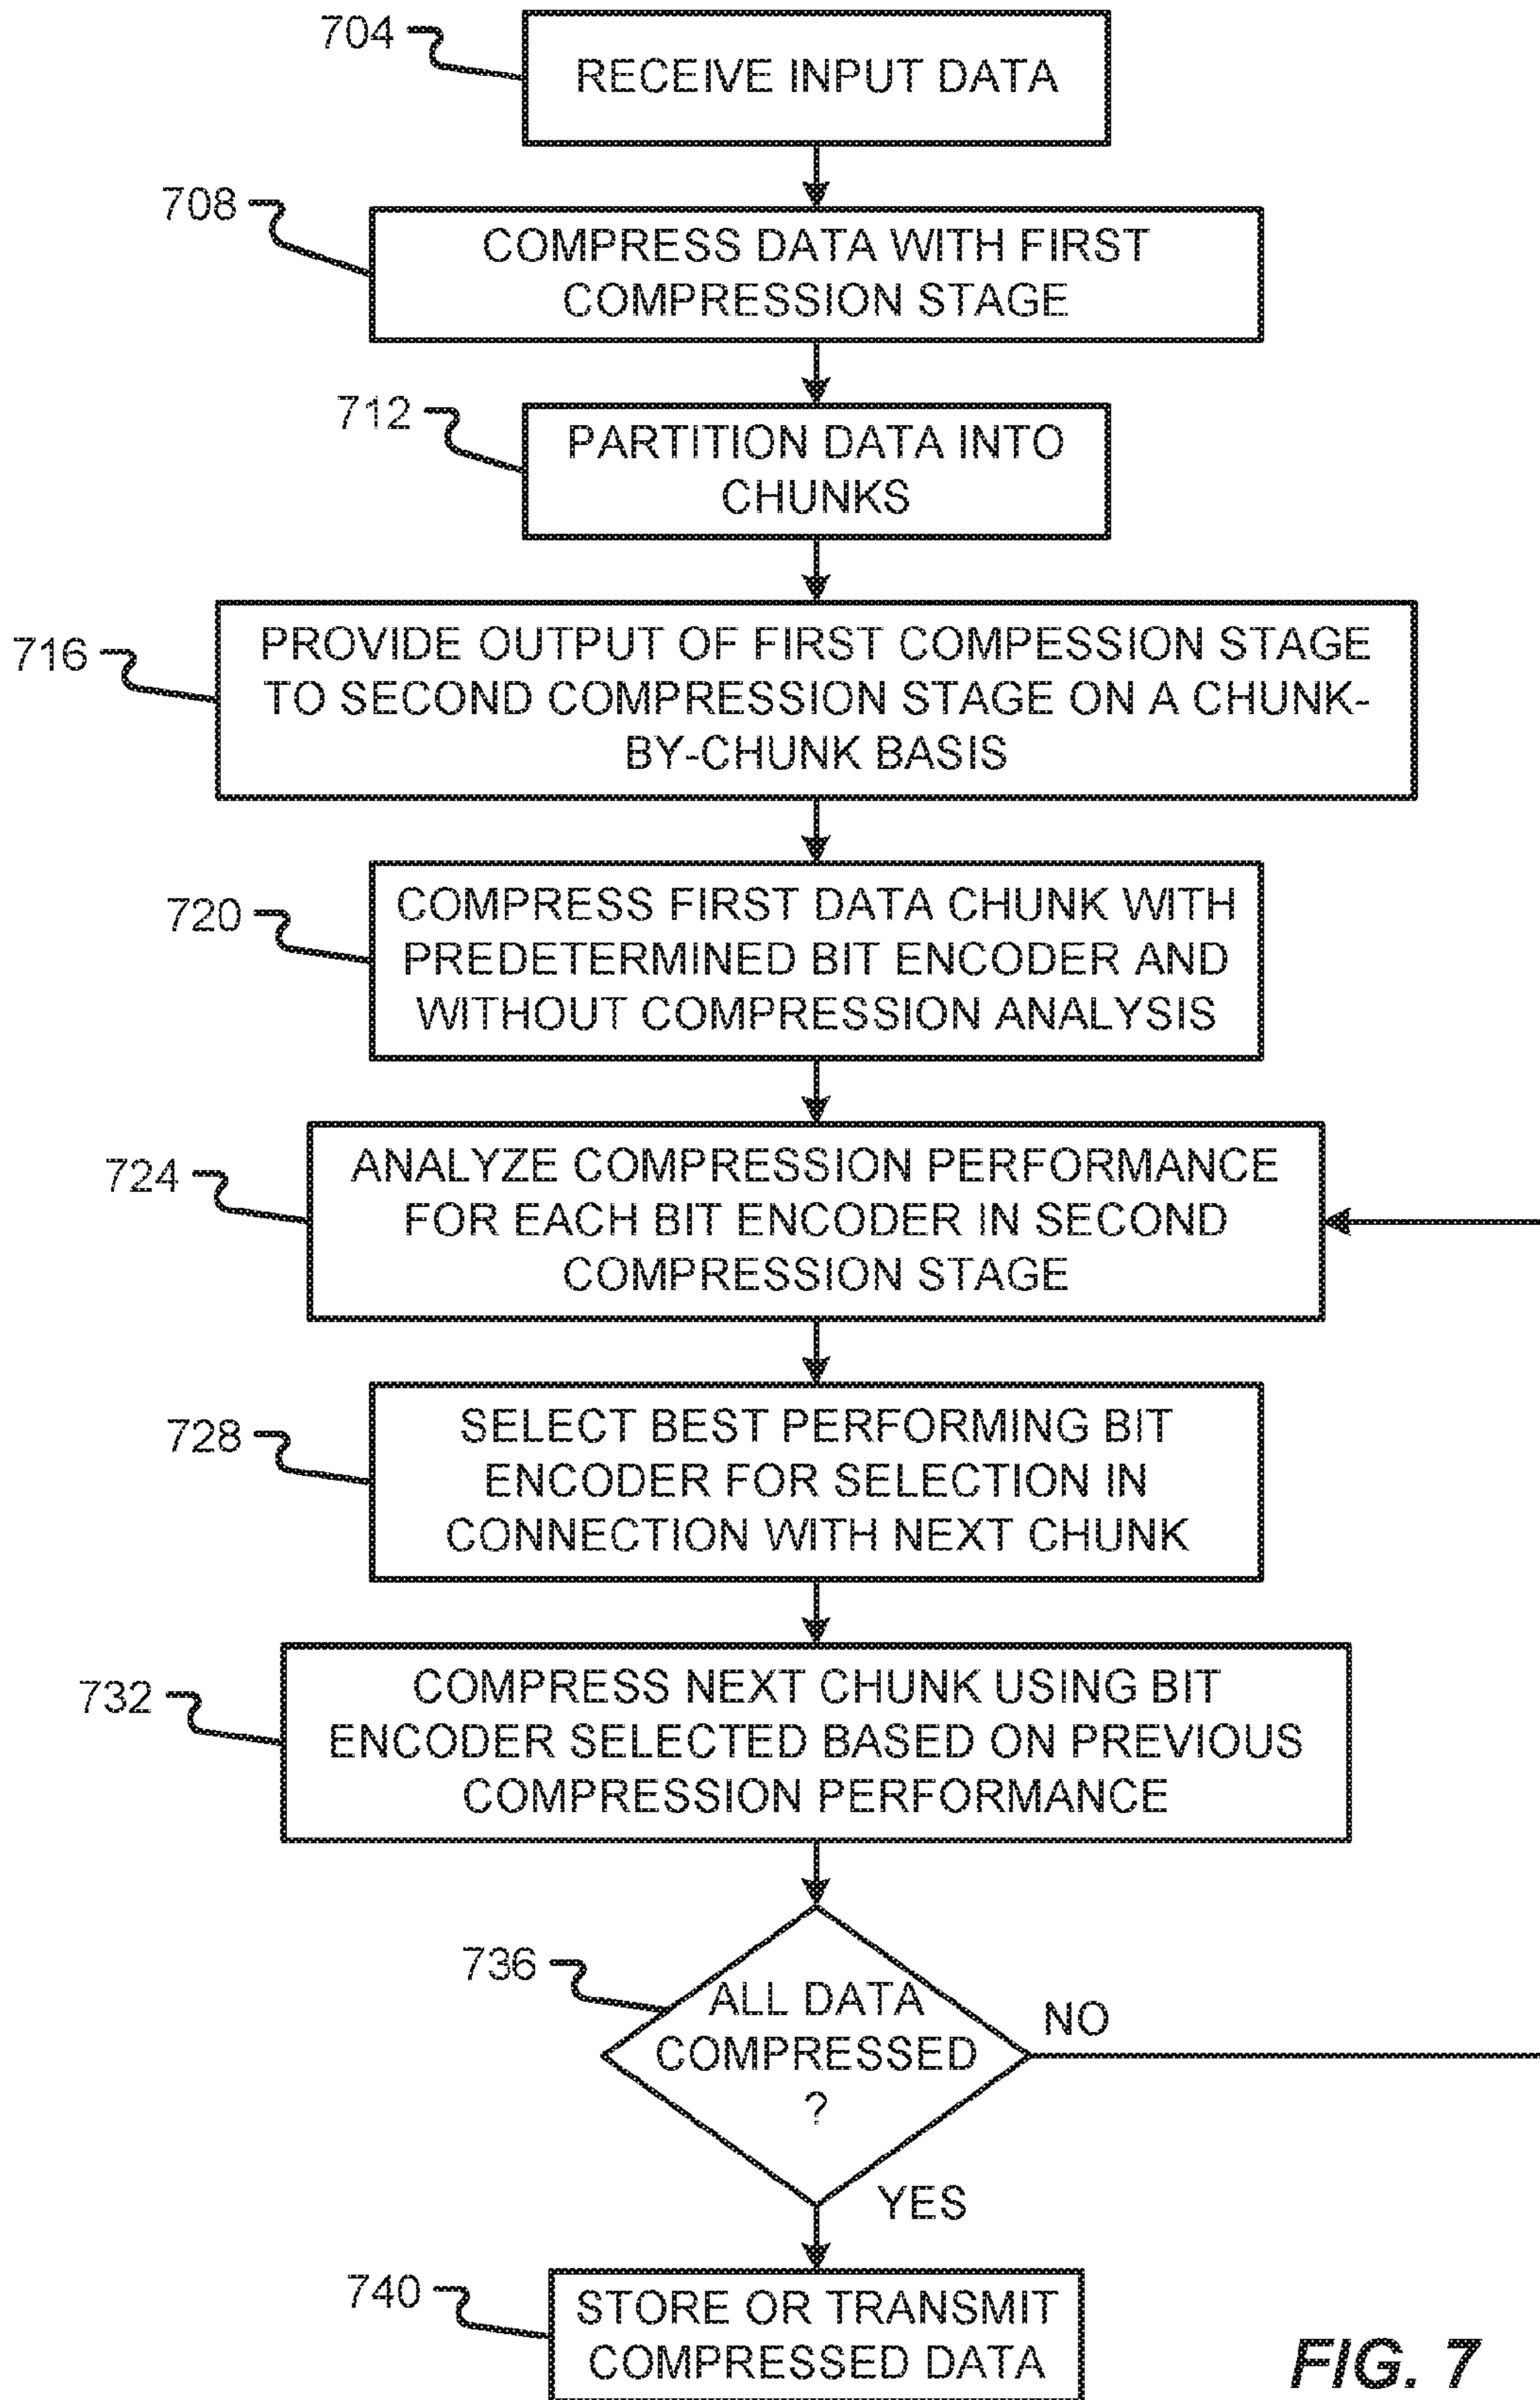 704
RECEIVE INPUT DATA
708
COMPRESS DATA WITH FIRST
COMPRESSION STAGE
712
PARTITION DATA INTO
CHUNKS
716
PROVIDE OUTPUT OF FIRST COMPESSION STAGE
TO SECOND COMPRESSION STAGE ON A CHUNK-
BY-CHUNK BASIS
720
COMPRESS FIRST DATA CHUNK WITH
PREDETERMINED BIT ENCODER AND
WITHOUT COMPRESSION ANALYSIS
724
ANALYZE COMPRESSION PERFORMANCE
FOR EACH BIT ENCODER IN SECOND
COMPRESSION STAGE
728
SELECT BEST PERFORMING BIT
ENCODER FOR SELECTION IN
CONNECTION WITH NEXT CHUNK
732
COMPRESS NEXT CHUNK USING BIT
ENCODER SELECTED BASED ON PREVIOUS
COMPRESSION PERFORMANCE
736
ALL DATA
COMPRESSED
?
NO
YES
740
STORE OR TRANSMIT
COMPRESSED DATA
FIG. 7